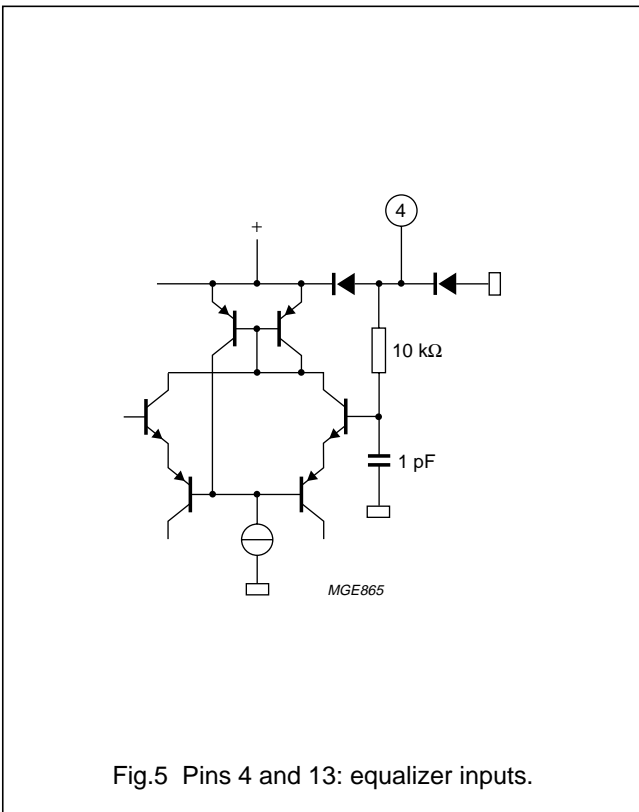 4
+
10 kΩ
1 pF
MGE865
Fig.5 Pins 4 and 13: equalizer inputs.